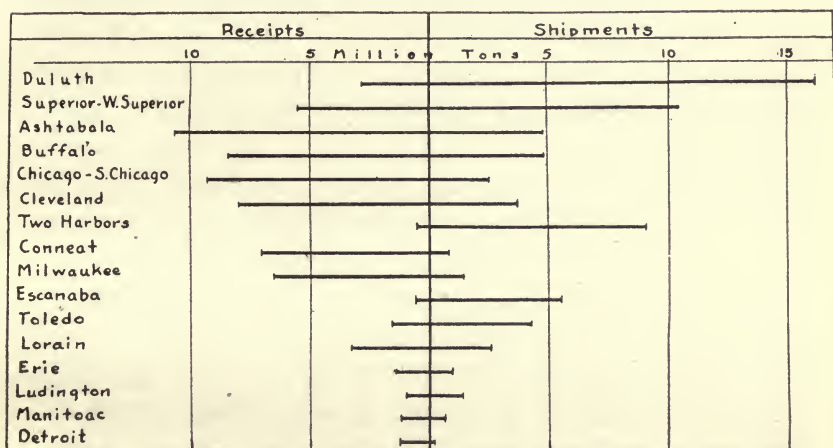 Receipts Shipments
10 5 Million Tons 5 10 15
Duluth
Superior-W.Superior
Ashtabala
Buffalo
Chicago-S.Chicago
Cleveland
Two Harbors
Conneat
Milwaukee
Escanaba
Toledo
Lorain
Erie
Ludington
Manitoac
Detroit